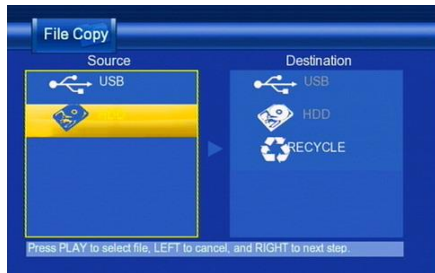 File Copy
Source
Destination
USB
USB
HDD
HDD
RECYCLE
Press PLAY to select file, LEFT to cancel, and RIGHT to next step.